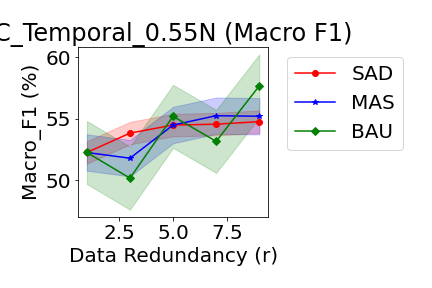 C_Temporal_0.55N (Macro F1)
60
55
50
Macro_F1 (%)
2.5 5.0 7.5
Data Redundancy (r)
SAD
MAS
BAU